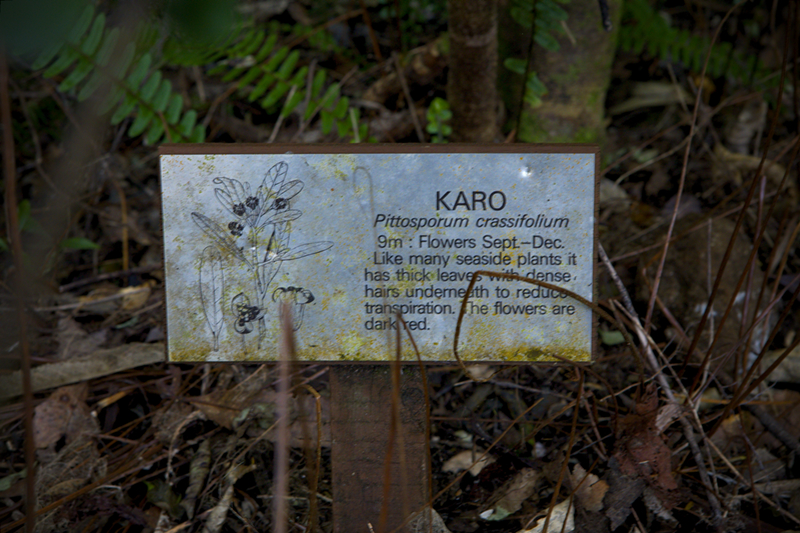 KARO
Pittosporum crassifolium
9m : Flowers Sept.–Dec.
Like many seaside plants it
has thick leaves with dense
hairs underneath to reduce
transpiration. The flowers are
dark red.